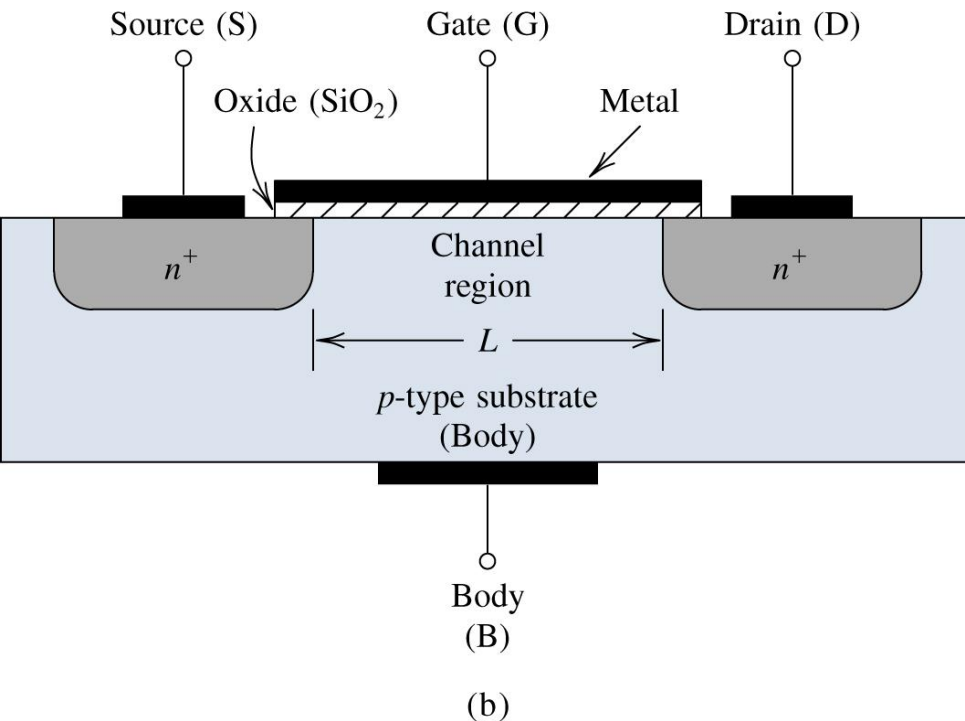 Source (S)
Gate (G)
Drain (D)
Oxide (SiO₂)
Metal
n⁺
Channel
region
n⁺
L
p-type substrate
(Body)
Body
(B)
(b)